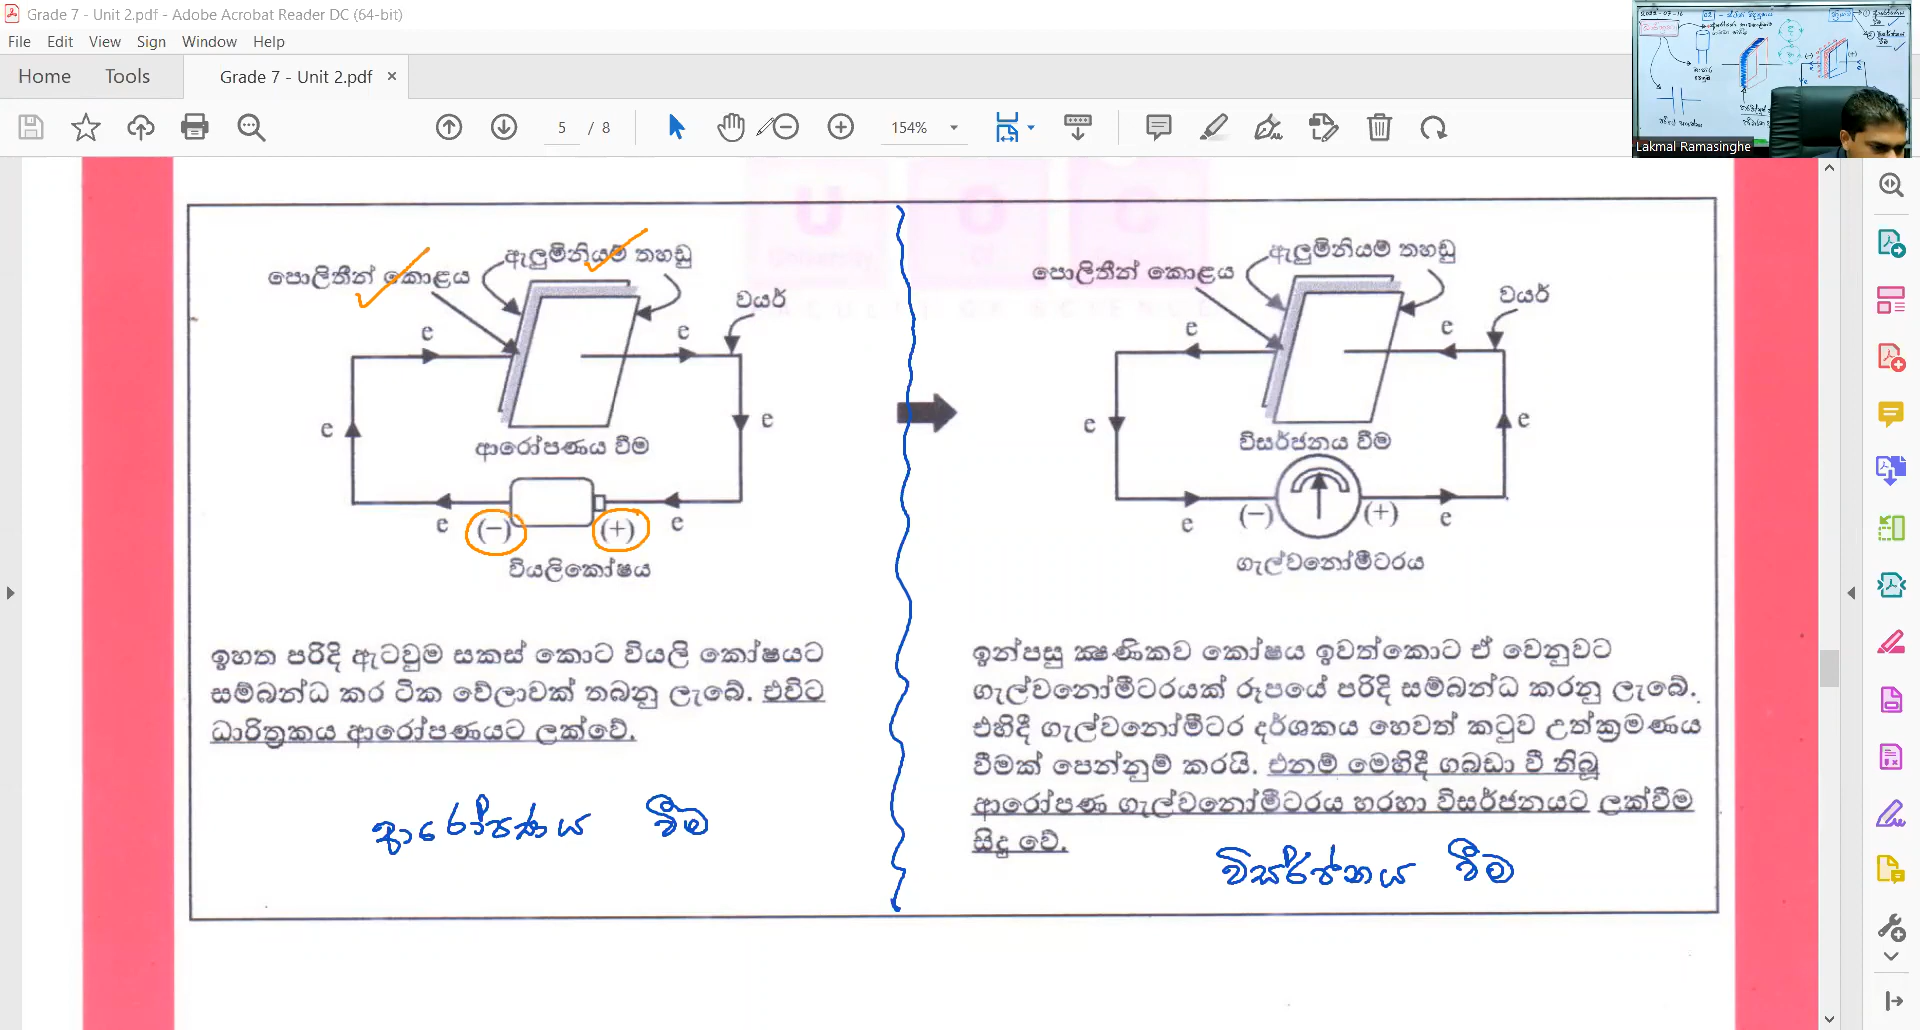 Grade 7 - Unit 2.pdf - Adobe Acrobat Reader DC (64-bit)
File Edit View Sign Window Help
Home Tools Grade 7 - Unit 2.pdf ×
5 / 8 154%
Lakmal Ramasinghe
U O C
පොලිතීන් කොළය
ඇලුමිනියම් තහඩු
වයර්
e e
e e
ආරෝපණය වීම
e (−) (+) e
වියලිකෝෂය
ඉහත පරිදි ඇටවුම සකස් කොට වියලි කෝෂයට
සම්බන්ධ කර ටික වේලාවක් තබනු ලැබේ. එවිට
ධාරිත්‍රකය ආරෝපණයට ලක්වේ.
ආරෝපණය වීම
පොලිතීන් කොළය
ඇලුමිනියම් තහඩු
වයර්
e e
e e
විසර්ජනය වීම
e (−) (+) e
ගැල්වනෝමීටරය
ඉන්පසු ක්‍ෂණිකව කෝෂය ඉවත්කොට ඒ වෙනුවට
ගැල්වනෝමීටරයක් රූපයේ පරිදි සම්බන්ධ කරනු ලැබේ.
එහිදී ගැල්වනෝමීටර දර්ශකය හෙවත් කටුව උත්ක්‍රමණය
වීමක් පෙන්නුම් කරයි. එනම් මෙහිදී ගබඩා වී තිබූ
ආරෝපණ ගැල්වනෝමීටරය හරහා විසර්ජනයට ලක්වීම
සිදු වේ.
විසර්ජනය වීම